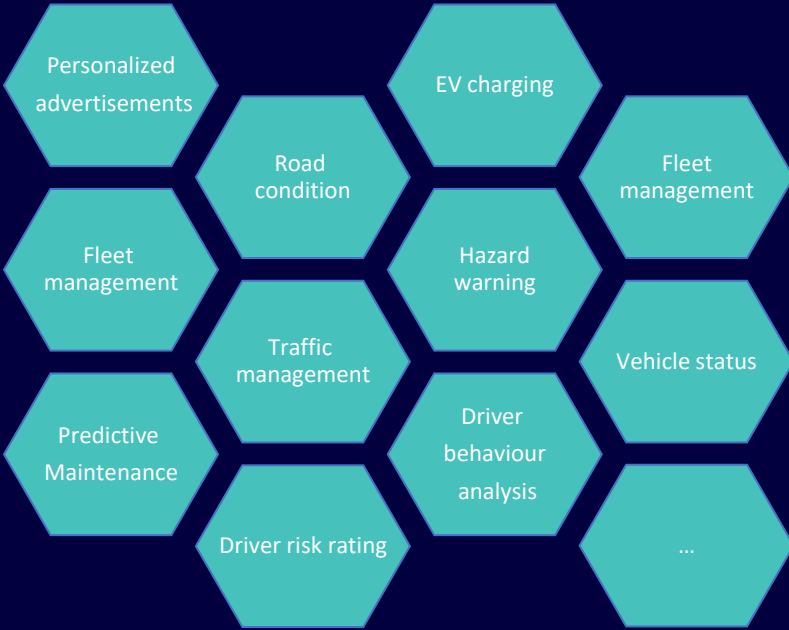 Personalized
advertisements
EV charging
Road
condition
Fleet
management
Fleet
management
Hazard
warning
Traffic
management
Vehicle status
Predictive
Maintenance
Driver
behaviour
analysis
Driver risk rating
...